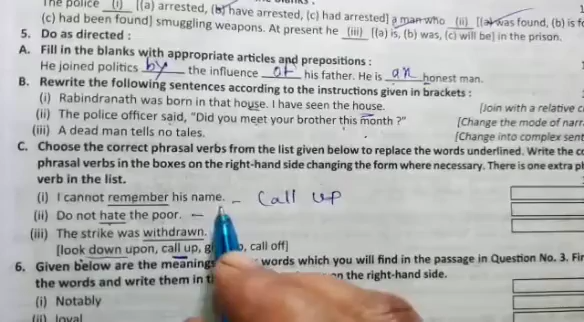 The police (i) [(a) arrested, (b) have arrested, (c) had arrested] a man who (ii) [(a) was found, (b) is
(c) had been found] smuggling weapons. At present he (iii) [(a) is, (b) was, (c) will be] in the prison.
5. Do as directed :
A. Fill in the blanks with appropriate articles and prepositions :
He joined politics by the influence of his father. He is an honest man.
B. Rewrite the following sentences according to the instructions given in brackets :
(i) Rabindranath was born in that house. I have seen the house. [Join with a relative
(ii) The police officer said, “Did you meet your brother this month ?” [Change the mode of
(iii) A dead man tells no tales. [Change into complex
C. Choose the correct phrasal verbs from the list given below to replace the words underlined. Write the
phrasal verbs in the boxes on the right-hand side changing the form where necessary. There is one extra
verb in the list.
(i) I cannot remember his name. – Call up
(ii) Do not hate the poor. –
(iii) The strike was withdrawn.
[look down upon, call up, call off]
6. Given below are the meanings words which you will find in the passage in Question No. 3.
the words and write them in the right-hand side.
(i) Notably
(ii) loyal